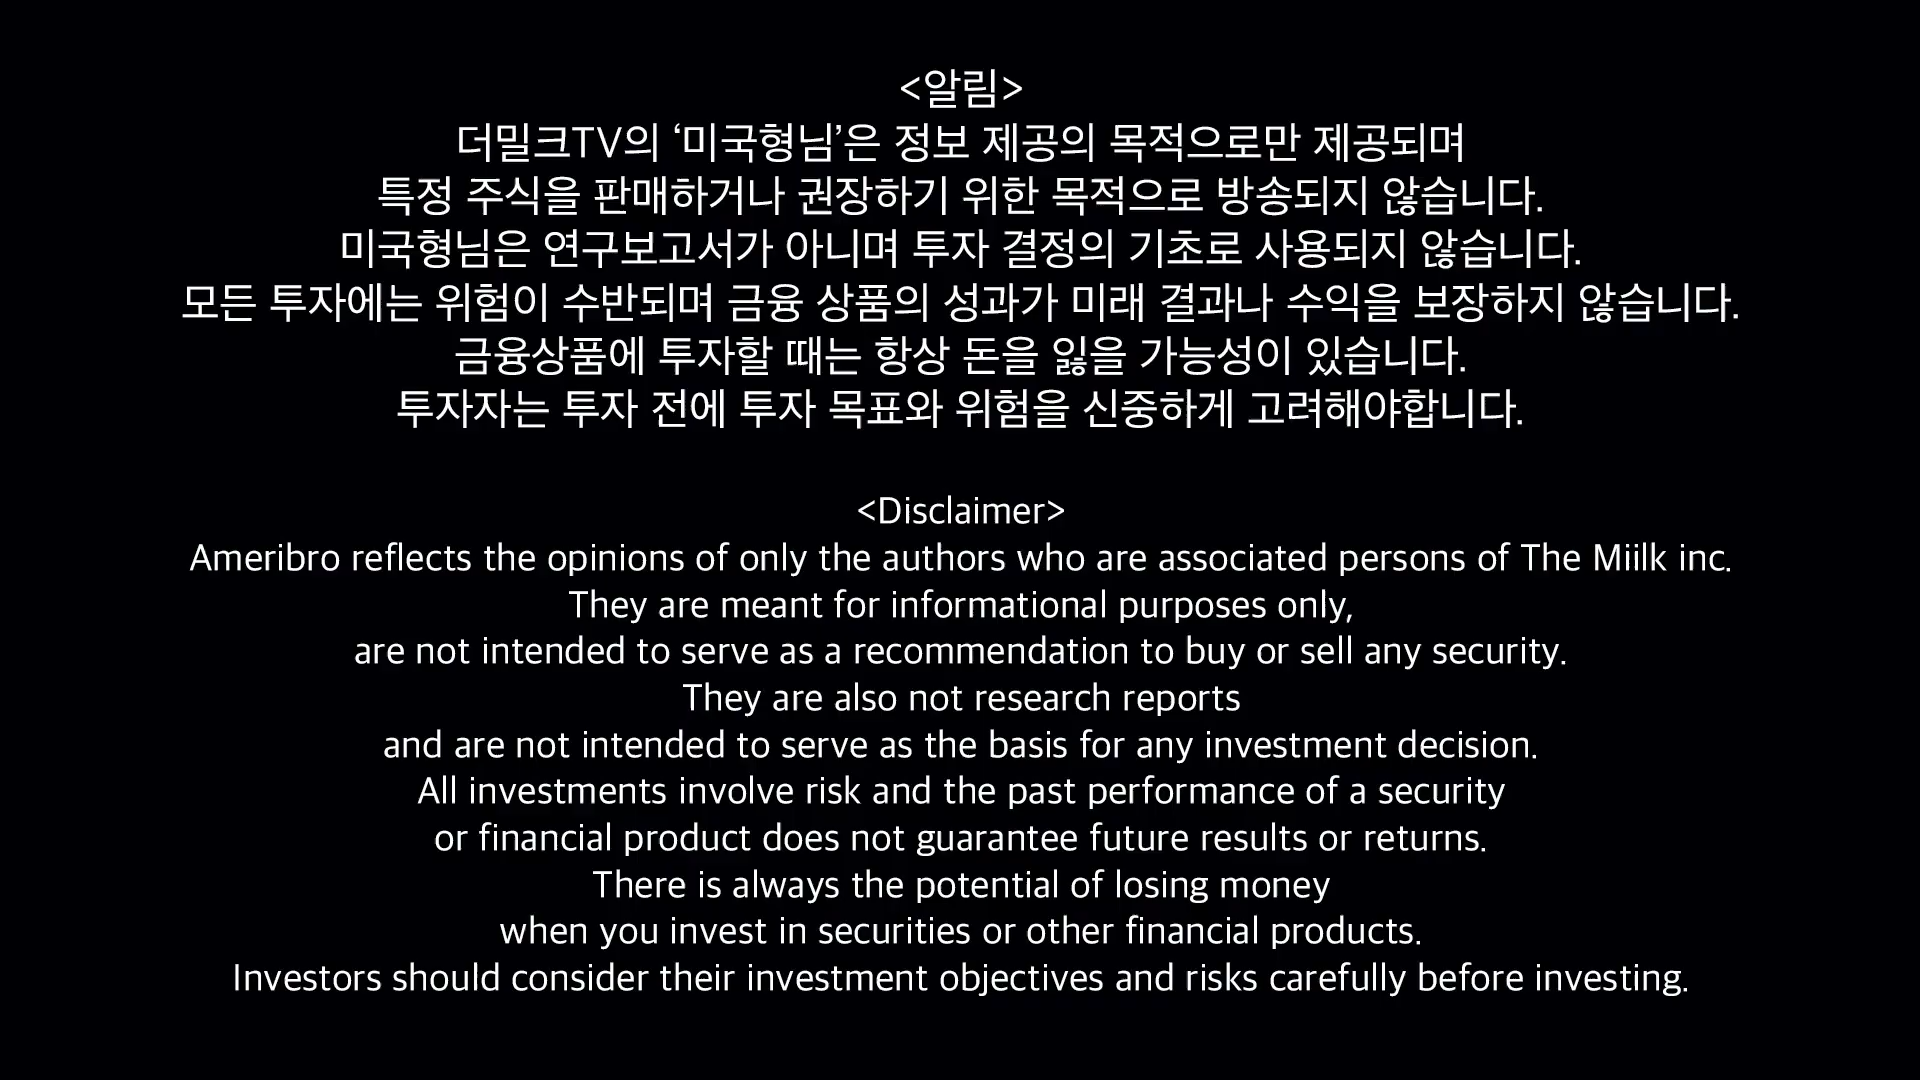 <알림>
더밀크TV의 ‘미국형님’은 정보 제공의 목적으로만 제공되며
특정 주식을 판매하거나 권장하기 위한 목적으로 방송되지 않습니다.
미국형님은 연구보고서가 아니며 투자 결정의 기초로 사용되지 않습니다.
모든 투자에는 위험이 수반되며 금융 상품의 성과가 미래 결과나 수익을 보장하지 않습니다.
금융상품에 투자할 때는 항상 돈을 잃을 가능성이 있습니다.
투자자는 투자 전에 투자 목표와 위험을 신중하게 고려해야합니다.
<Disclaimer>
Ameribro reflects the opinions of only the authors who are associated persons of The Miilk inc.
They are meant for informational purposes only,
are not intended to serve as a recommendation to buy or sell any security.
They are also not research reports
and are not intended to serve as the basis for any investment decision.
All investments involve risk and the past performance of a security
or financial product does not guarantee future results or returns.
There is always the potential of losing money
when you invest in securities or other financial products.
Investors should consider their investment objectives and risks carefully before investing.